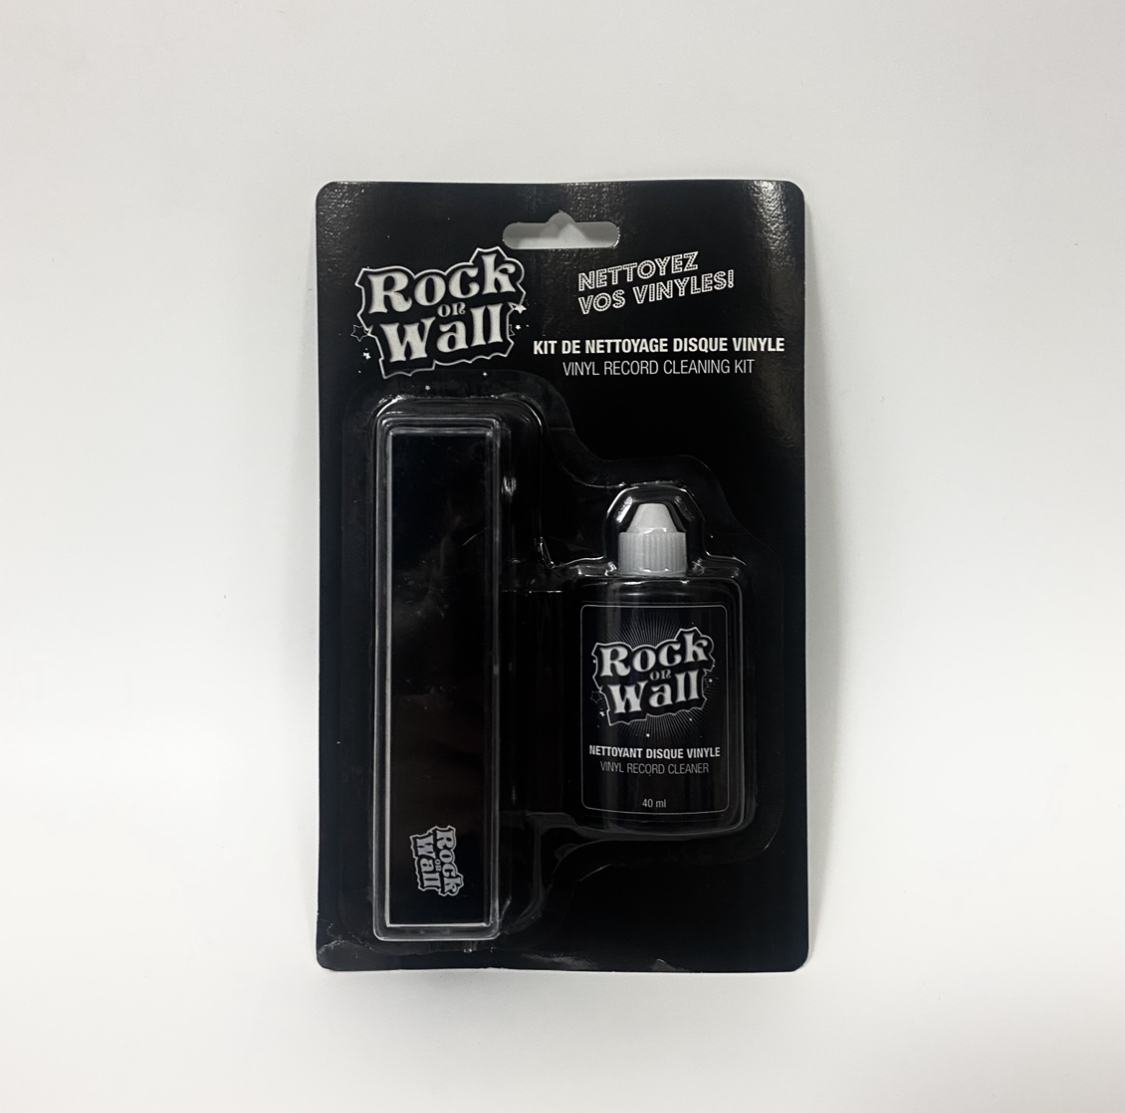 Rock
on
Wall
NETTOYEZ
VOS VINYLES!
KIT DE NETTOYAGE DISQUE VINYLE
VINYL RECORD CLEANING KIT
Rock
on
Wall
NETTOYANT DISQUE VINYLE
VINYL RECORD CLEANER
40 ml
Rock
on
Wall